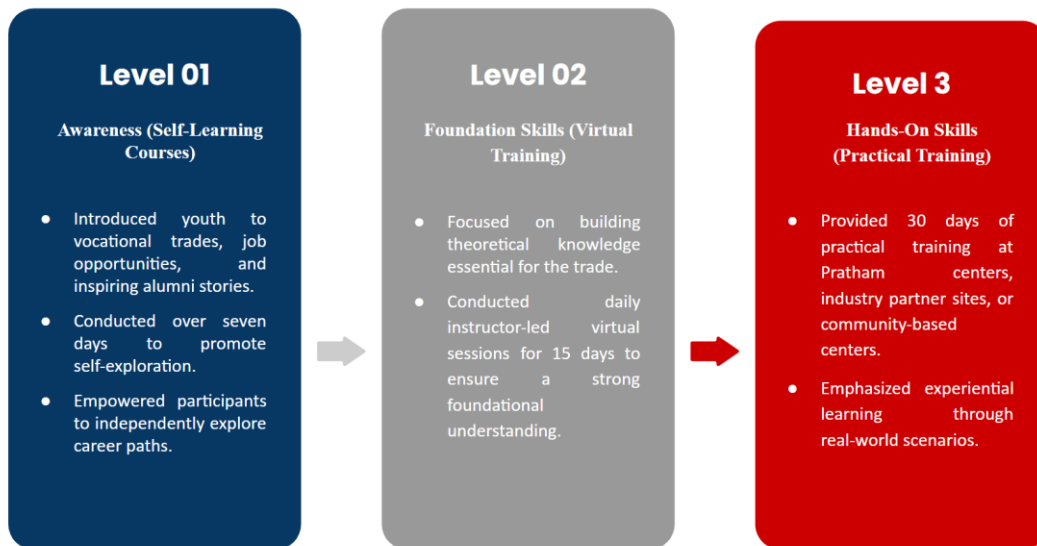 Level 01
Awareness (Self-Learning
Courses)
● Introduced youth to
vocational trades, job
opportunities, and
inspiring alumni stories.
● Conducted over seven
days to promote
self-exploration.
● Empowered participants
to independently explore
career paths.
Level 02
Foundation Skills (Virtual
Training)
● Focused on building
theoretical knowledge
essential for the trade.
● Conducted daily
instructor-led virtual
sessions for 15 days to
ensure a strong
foundational
understanding.
Level 3
Hands-On Skills
(Practical Training)
● Provided 30 days of
practical training at
Pratham centers,
industry partner sites, or
community-based
centers.
● Emphasized experiential
learning through
real-world scenarios.